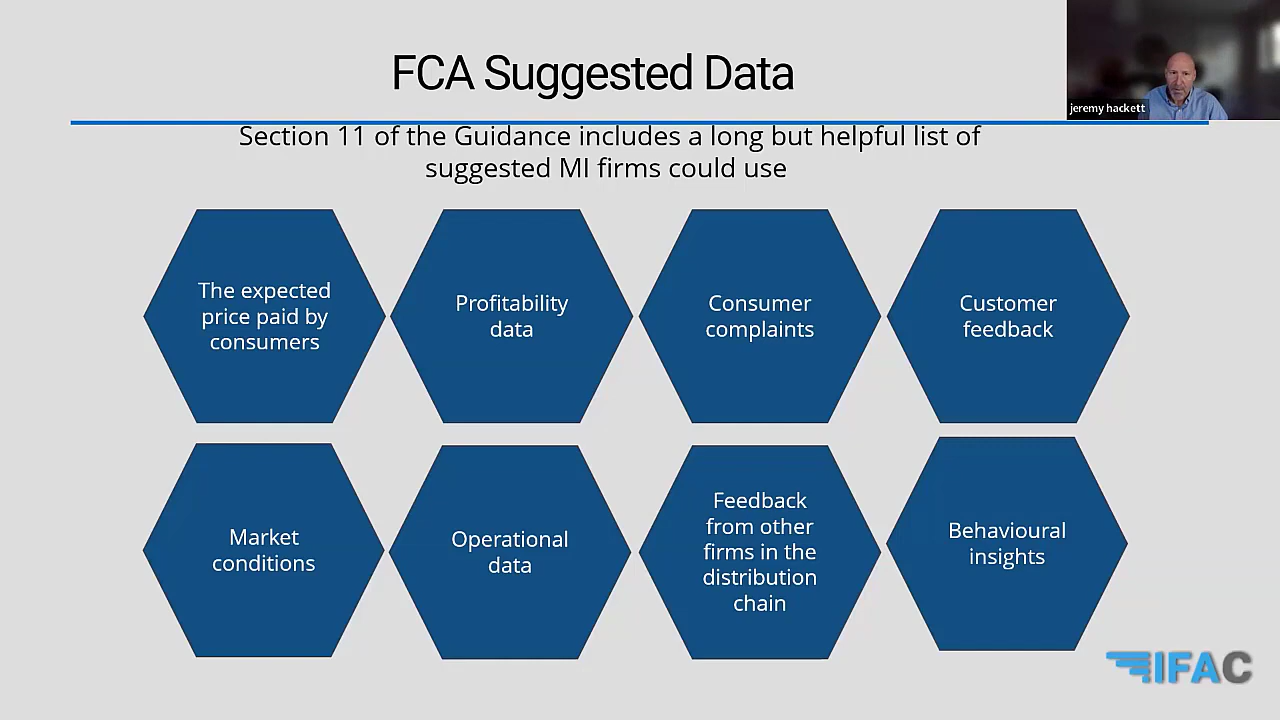 FCA Suggested Data
jeremy hackett
Section 11 of the Guidance includes a long but helpful list of
suggested MI firms could use
The expected
price paid by
consumers
Profitability
data
Consumer
complaints
Customer
feedback
Market
conditions
Operational
data
Feedback
from other
firms in the
distribution
chain
Behavioural
insights
IFAC